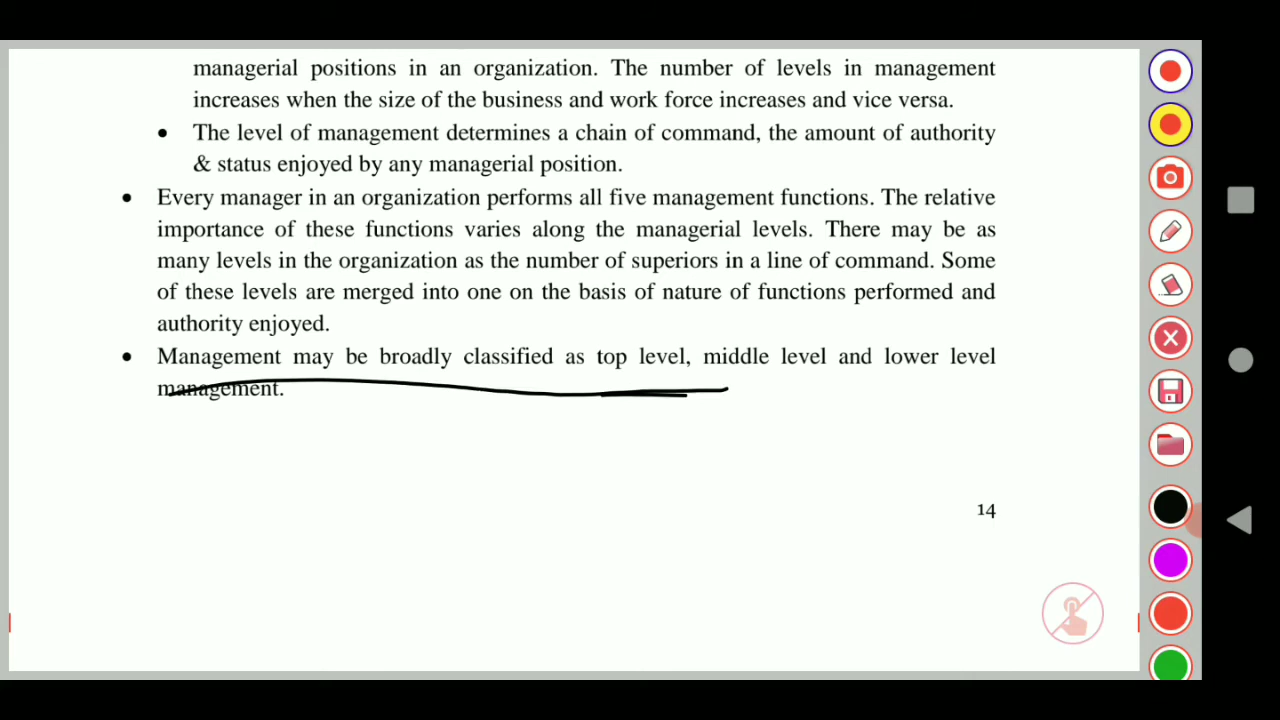 managerial positions in an organization. The number of levels in management
increases when the size of the business and work force increases and vice versa.
• The level of management determines a chain of command, the amount of authority
& status enjoyed by any managerial position.
• Every manager in an organization performs all five management functions. The relative
importance of these functions varies along the managerial levels. There may be as
many levels in the organization as the number of superiors in a line of command. Some
of these levels are merged into one on the basis of nature of functions performed and
authority enjoyed.
• Management may be broadly classified as top level, middle level and lower level
management.
14